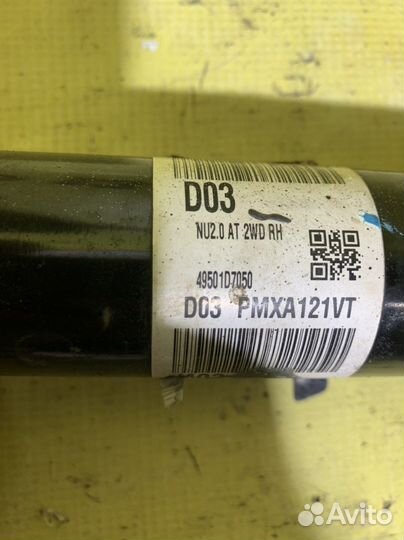 D03
NU2.0 AT 2WD RH
49501D7050
D03 PMXA121VT
Avito